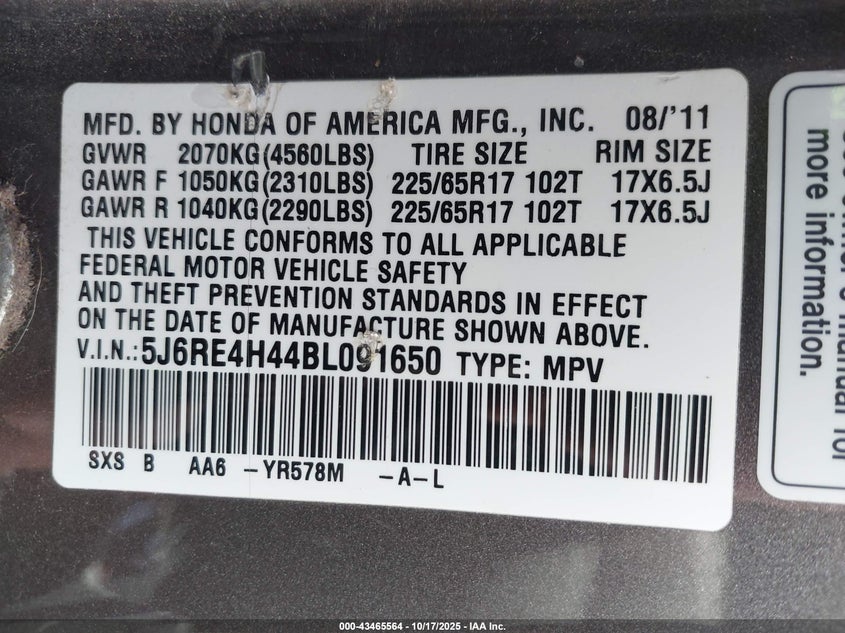 MFD. BY HONDA OF AMERICA MFG., INC. 08/'11
GVWR 2070KG(4560LBS) TIRE SIZE RIM SIZE
GAWR F 1050KG(2310LBS) 225/65R17 102T 17X6.5J
GAWR R 1040KG(2290LBS) 225/65R17 102T 17X6.5J
THIS VEHICLE CONFORMS TO ALL APPLICABLE
FEDERAL MOTOR VEHICLE SAFETY
AND THEFT PREVENTION STANDARDS IN EFFECT
ON THE DATE OF MANUFACTURE SHOWN ABOVE.
V.I.N.:5J6RE4H44BL091650 TYPE: MPV
SXS B AA6 -YR578M -A-L
manual for
more information.
000-43465564 - 10/17/2025 - IAA Inc.